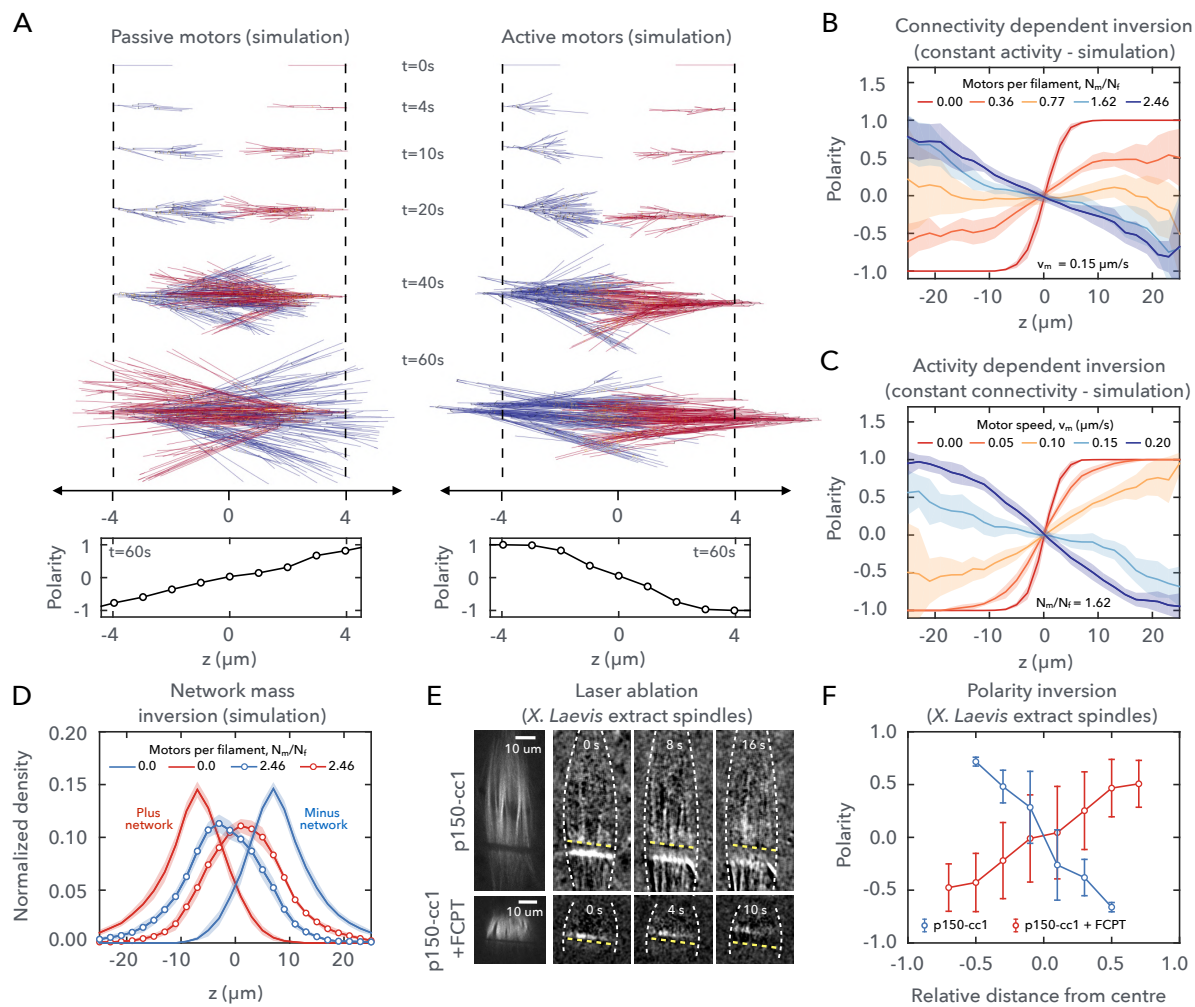 A
Passive motors (simulation)
Active motors (simulation)
t=0s
t=4s
t=10s
t=20s
t=40s
t=60s
-4 0 4
-4 0 4
Polarity
1
0
-1
t=60s
-4 0 4
z (µm)
Polarity
1
0
-1
t=60s
-4 0 4
z (µm)
B
Connectivity dependent inversion
(constant activity - simulation)
Polarity
1.5
1.0
0.5
0.0
-0.5
-1.0
Motors per filament, Nm/Nf
0.00 0.36 0.77 1.62 2.46
vm = 0.15 µm/s
-20 -10 0 10 20
z (µm)
C
Activity dependent inversion
(constant connectivity - simulation)
Polarity
1.5
1.0
0.5
0.0
-0.5
-1.0
Motor speed, vm (µm/s)
0.00 0.05 0.10 0.15 0.20
Nm/Nf = 1.62
-20 -10 0 10 20
z (µm)
D
Network mass
inversion (simulation)
Normalized density
0.20
0.15
0.10
0.05
0.00
Motors per filament, Nm/Nf
0.0 0.0 2.46 2.46
Plus
network
Minus
network
-20 -10 0 10 20
z (µm)
E
Laser ablation
(X. Laevis extract spindles)
p150-cc1
10 um
0 s
8 s
16 s
p150-cc1
+FCPT
10 um
0 s
4 s
10 s
F
Polarity inversion
(X. Laevis extract spindles)
Polarity
1.0
0.5
0.0
-0.5
-1.0
p150-cc1 p150-cc1 + FCPT
-1.0 -0.5 0.0 0.5 1.0
Relative distance from centre